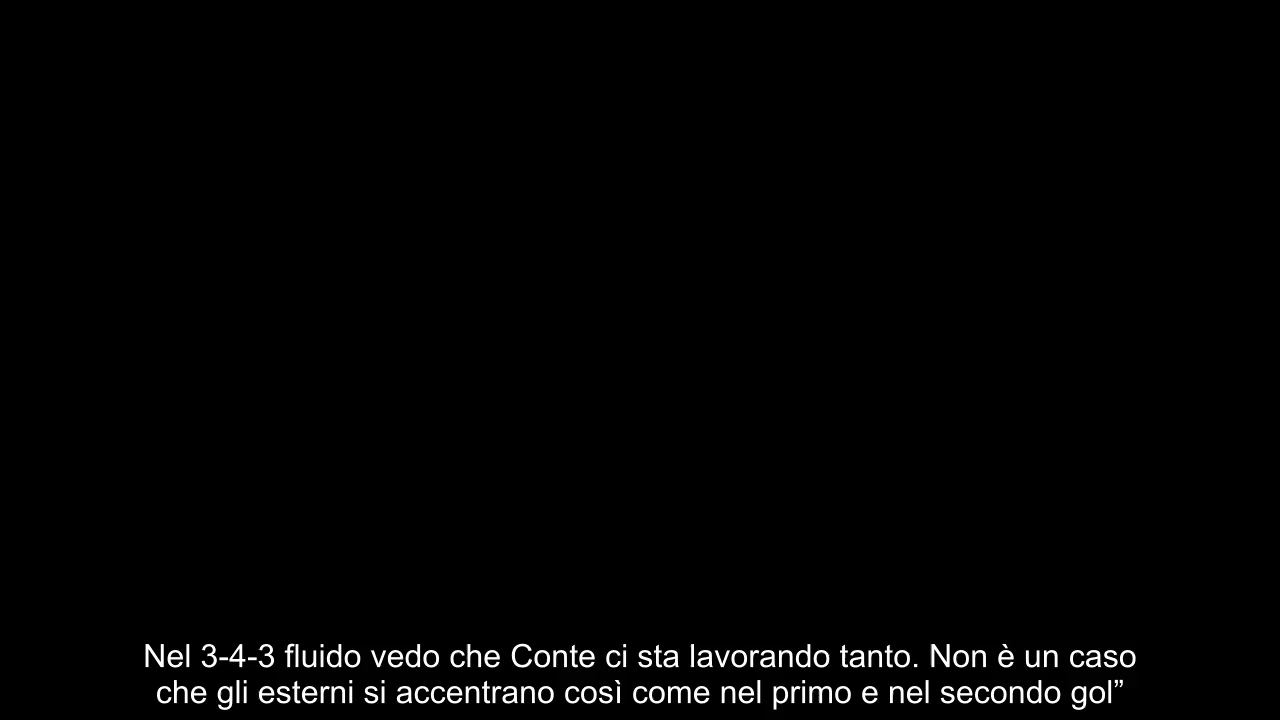 Nel 3-4-3 fluido vedo che Conte ci sta lavorando tanto. Non è un caso
che gli esterni si accentrano così come nel primo e nel secondo gol”